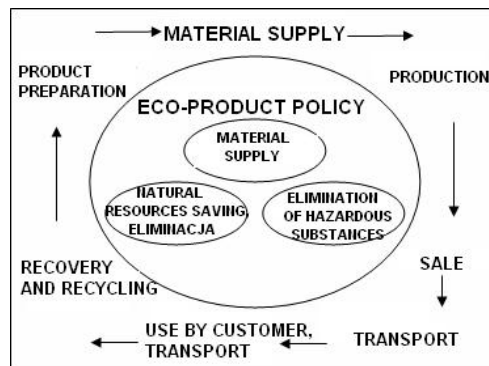 MATERIAL SUPPLY
PRODUCT
PREPARATION
PRODUCTION
ECO-PRODUCT POLICY
MATERIAL
SUPPLY
NATURAL
RESOURCES SAVING,
ELIMINACJA
ELIMINATION
OF HAZARDOUS
SUBSTANCES
RECOVERY
AND RECYCLING
SALE
USE BY CUSTOMER,
TRANSPORT
TRANSPORT